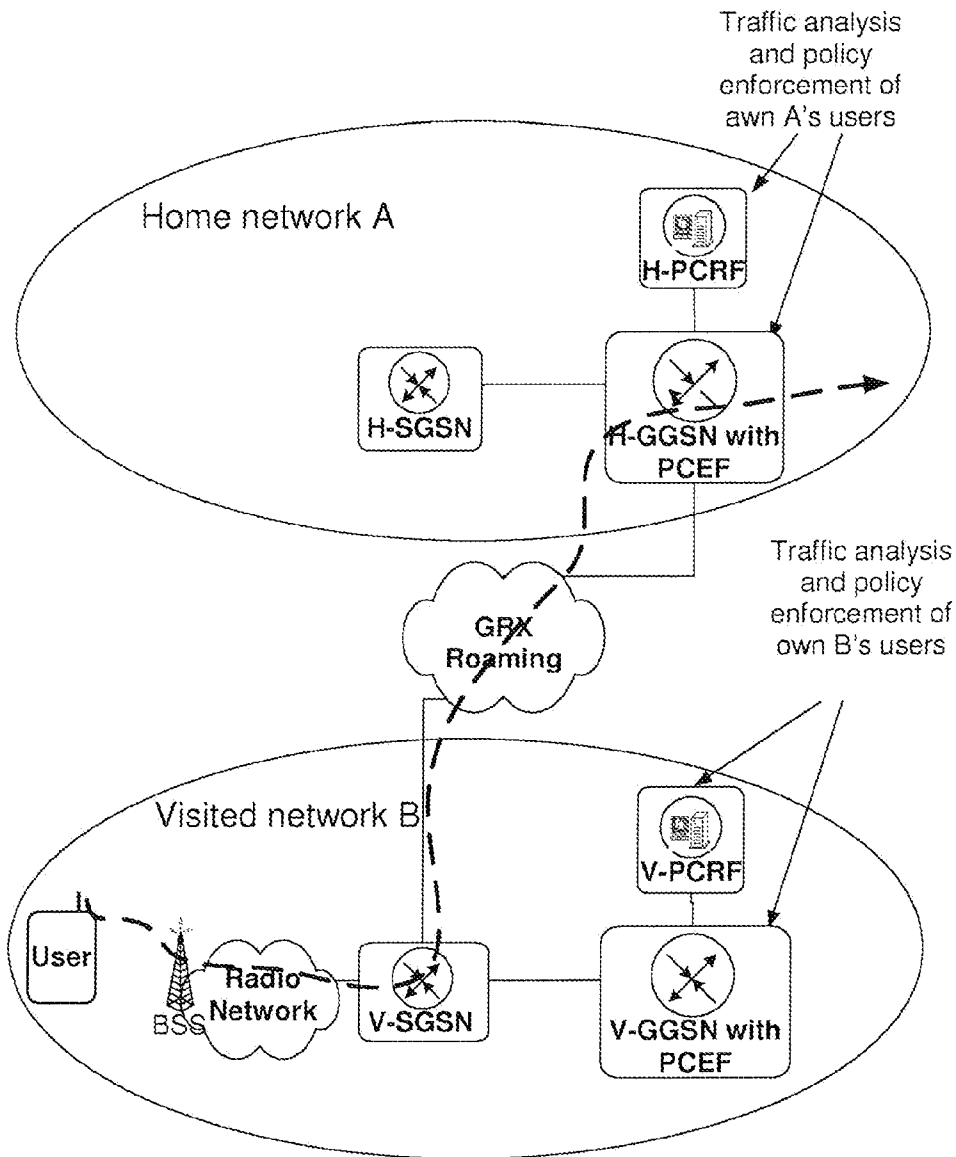 Traffic analysis
and policy
enforcement of
awn A's users
Home network A
H-PCRF
H-SGSN
H-GGSN with
PCEF
Traffic analysis
and policy
enforcement of
own B's users
GRX
Roaming
Visited network B
V-PCRF
User
BSS
Radio
Network
V-SGSN
V-GGSN with
PCEF